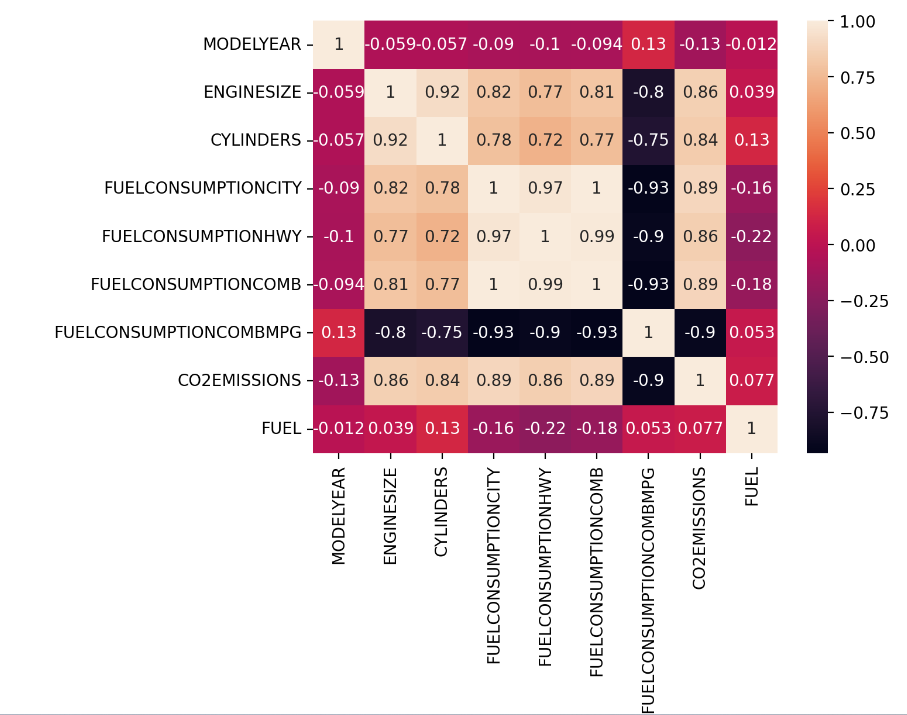 MODELYEAR 1 -0.059 -0.057 -0.09 -0.1 -0.094 0.13 -0.13 -0.012
ENGINESIZE -0.059 1 0.92 0.82 0.77 0.81 -0.8 0.86 0.039
CYLINDERS -0.057 0.92 1 0.78 0.72 0.77 -0.75 0.84 0.13
FUELCONSUMPTIONCITY -0.09 0.82 0.78 1 0.97 1 -0.93 0.89 -0.16
FUELCONSUMPTIONHWY -0.1 0.77 0.72 0.97 1 0.99 -0.9 0.86 -0.22
FUELCONSUMPTIONCOMB -0.094 0.81 0.77 1 0.99 1 -0.93 0.89 -0.18
FUELCONSUMPTIONCOMBMPG 0.13 -0.8 -0.75 -0.93 -0.9 -0.93 1 -0.9 0.053
CO2EMISSIONS -0.13 0.86 0.84 0.89 0.86 0.89 -0.9 1 0.077
FUEL -0.012 0.039 0.13 -0.16 -0.22 -0.18 0.053 0.077 1
MODELYEAR
ENGINESIZE
CYLINDERS
FUELCONSUMPTIONCITY
FUELCONSUMPTIONHWY
FUELCONSUMPTIONCOMB
FUELCONSUMPTIONCOMBMPG
CO2EMISSIONS
FUEL
1.00
0.75
0.50
0.25
0.00
−0.25
−0.50
−0.75